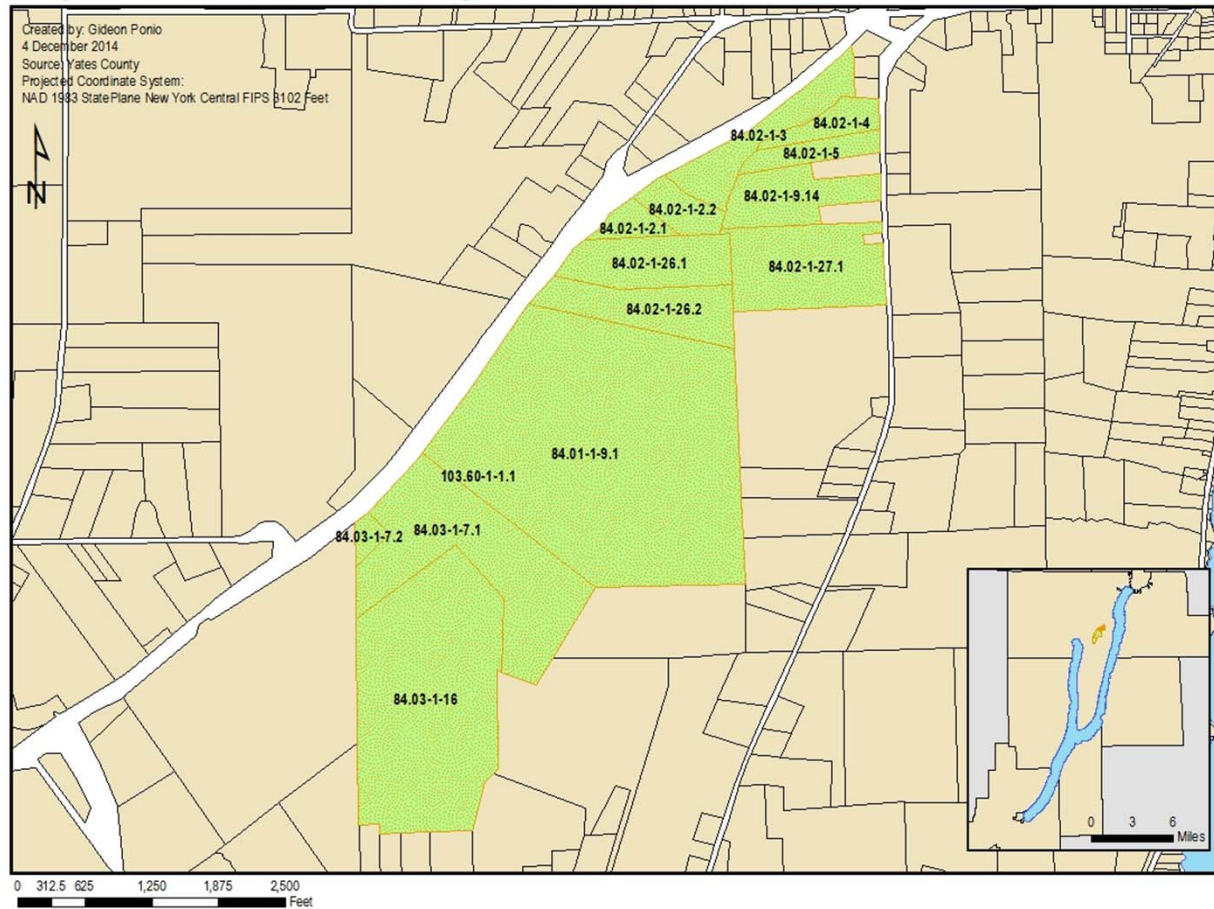 Created by: Gideon Ponio
4 December 2014
Source: Yates County
Projected Coordinate System:
NAD 1983 StatePlane New York Central FIPS 3102 Feet
N
84.02-1-4
84.02-1-3
84.02-1-5
84.02-1-9.14
84.02-1-2.2
84.02-1-2.1
84.02-1-26.1
84.02-1-27.1
84.02-1-26.2
84.01-1-9.1
103.60-1-1.1
84.03-1-7.2
84.03-1-7.1
84.03-1-16
0 3 6
Miles
0 312.5 625 1,250 1,875 2,500
Feet